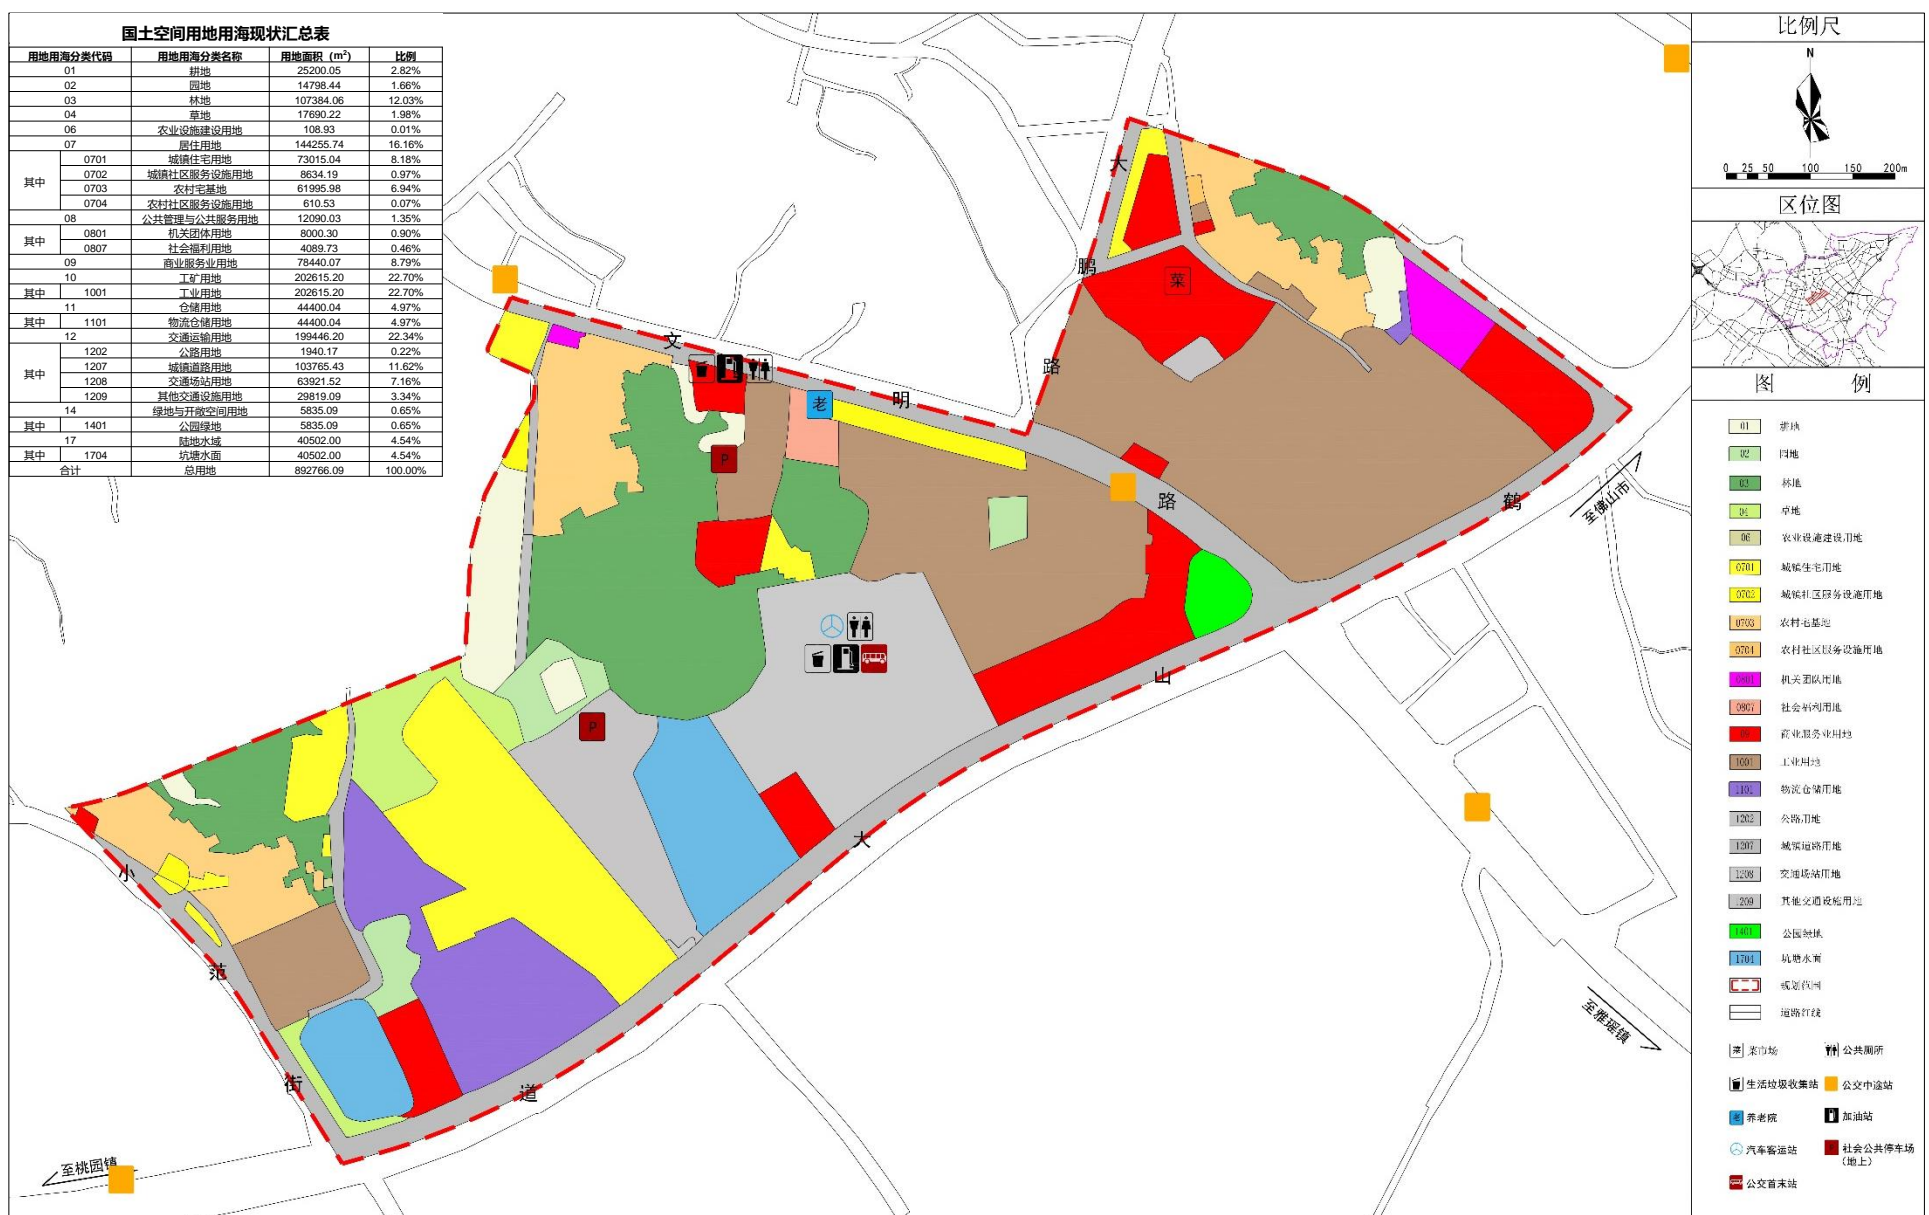 国土空间用地用海现状汇总表
用地用海分类代码 用地用海分类名称 用地面积（m²） 比例
01 耕地 25200.05 2.82%
02 园地 14798.44 1.66%
03 林地 107384.06 12.03%
04 草地 17690.22 1.98%
06 农业设施建设用地 108.93 0.01%
07 居住用地 144255.74 16.16%
其中 0701 城镇住宅用地 73015.04 8.18%
0702 城镇社区服务设施用地 8634.19 0.97%
0703 农村宅基地 61995.98 6.94%
0704 农村社区服务设施用地 610.53 0.07%
08 公共管理与公共服务用地 12090.03 1.35%
其中 0801 机关团体用地 8000.30 0.90%
0807 社会福利用地 4089.73 0.46%
09 商业服务业用地 78440.07 8.79%
10 工矿用地 202615.20 22.70%
其中 1001 工业用地 202615.20 22.70%
11 仓储用地 44400.04 4.97%
其中 1101 物流仓储用地 44400.04 4.97%
12 交通运输用地 199446.20 22.34%
其中 1202 公路用地 1940.17 0.22%
1207 城镇道路用地 103765.43 11.62%
1208 交通场站用地 63921.52 7.16%
1209 其他交通设施用地 29819.09 3.34%
14 绿地与开敞空间用地 5835.09 0.65%
其中 1401 公园绿地 5835.09 0.65%
17 陆地水域 40502.00 4.54%
其中 1704 坑塘水面 40502.00 4.54%
合计 总用地 892766.09 100.00%
大鹏路
文明路
鹤山大道
小范街
菜
老
P
P
至佛山市
至雅瑶镇
至桃园镇
比例尺
N
0 25 50 100 150 200m
区位图
图 例
01 耕地
02 园地
03 林地
04 草地
06 农业设施建设用地
0701 城镇住宅用地
0702 城镇社区服务设施用地
0703 农村宅基地
0704 农村社区服务设施用地
0801 机关团队用地
0807 社会福利用地
09 商业服务业用地
1001 工业用地
1101 物流仓储用地
1202 公路用地
1207 城镇道路用地
1208 交通场站用地
1209 其他交通设施用地
1401 公园绿地
1704 坑塘水面
规划范围
道路红线
菜 菜市场 公共厕所
生活垃圾收集站 公交中途站
老 养老院 加油站
汽车客运站 P 社会公共停车场
（地上）
公交首末站